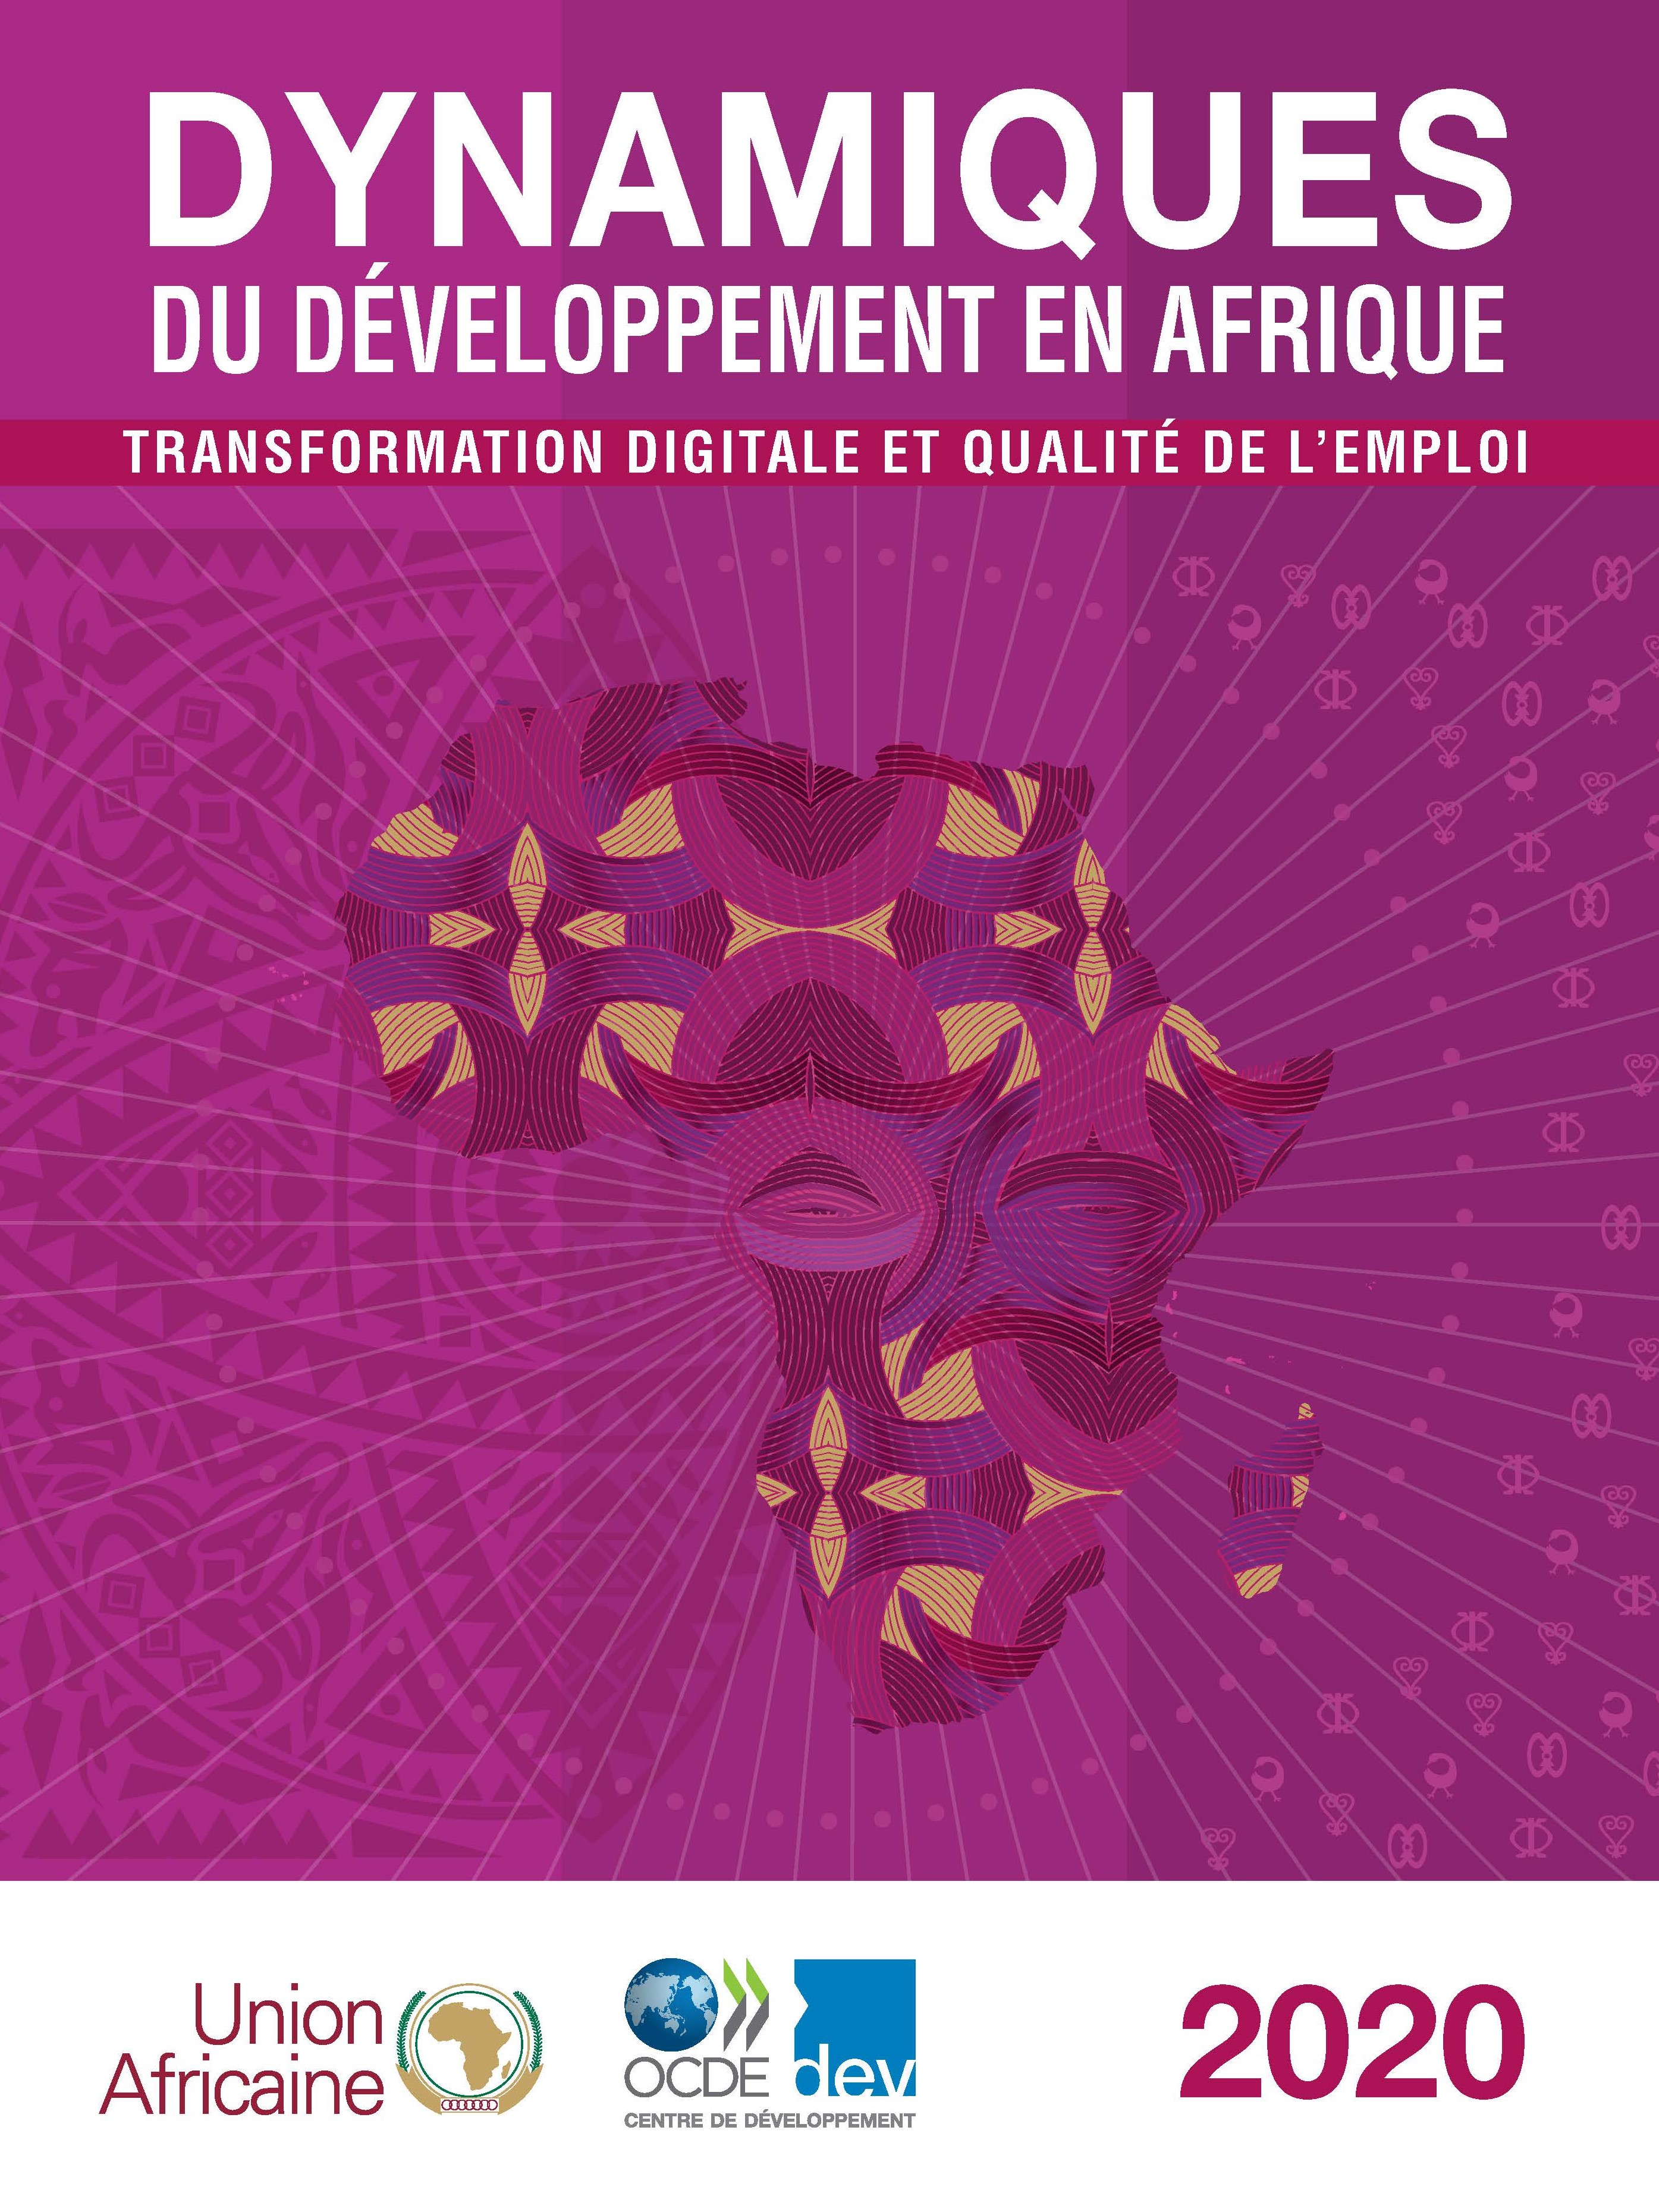 DYNAMIQUES
DU DÉVELOPPEMENT EN AFRIQUE
TRANSFORMATION DIGITALE ET QUALITÉ DE L'EMPLOI
Union
Africaine
OCDE dev
CENTRE DE DÉVELOPPEMENT
2020